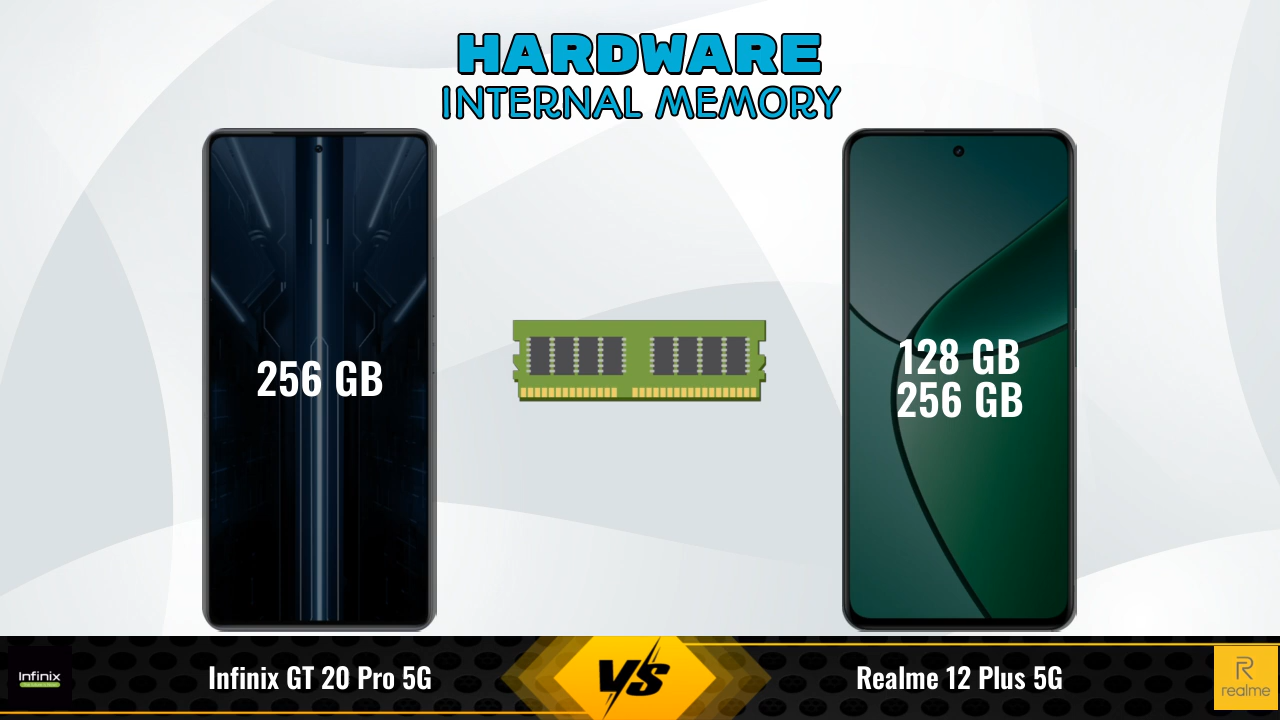 HARDWARE
INTERNAL MEMORY
256 GB
128 GB
256 GB
Infinix
Infinix GT 20 Pro 5G
VS
Realme 12 Plus 5G
realme